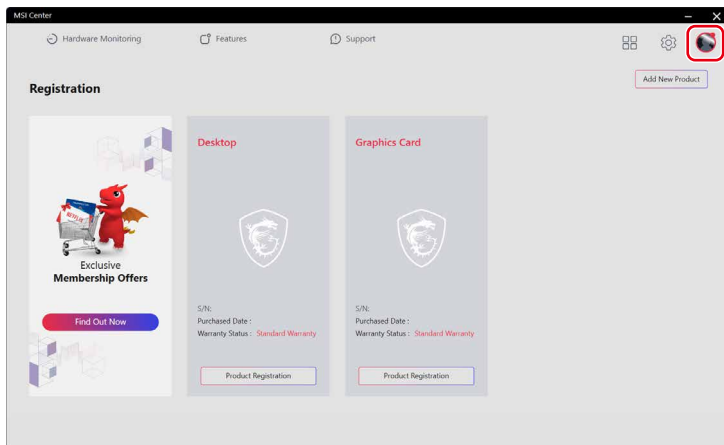 MSI Center
Hardware Monitoring
Features
Support
Add New Product
Registration
Exclusive
Membership Offers
Find Out Now
Desktop
S/N:
Purchased Date :
Warranty Status : Standard Warranty
Product Registration
Graphics Card
S/N:
Purchased Date :
Warranty Status : Standard Warranty
Product Registration
NETFLIX